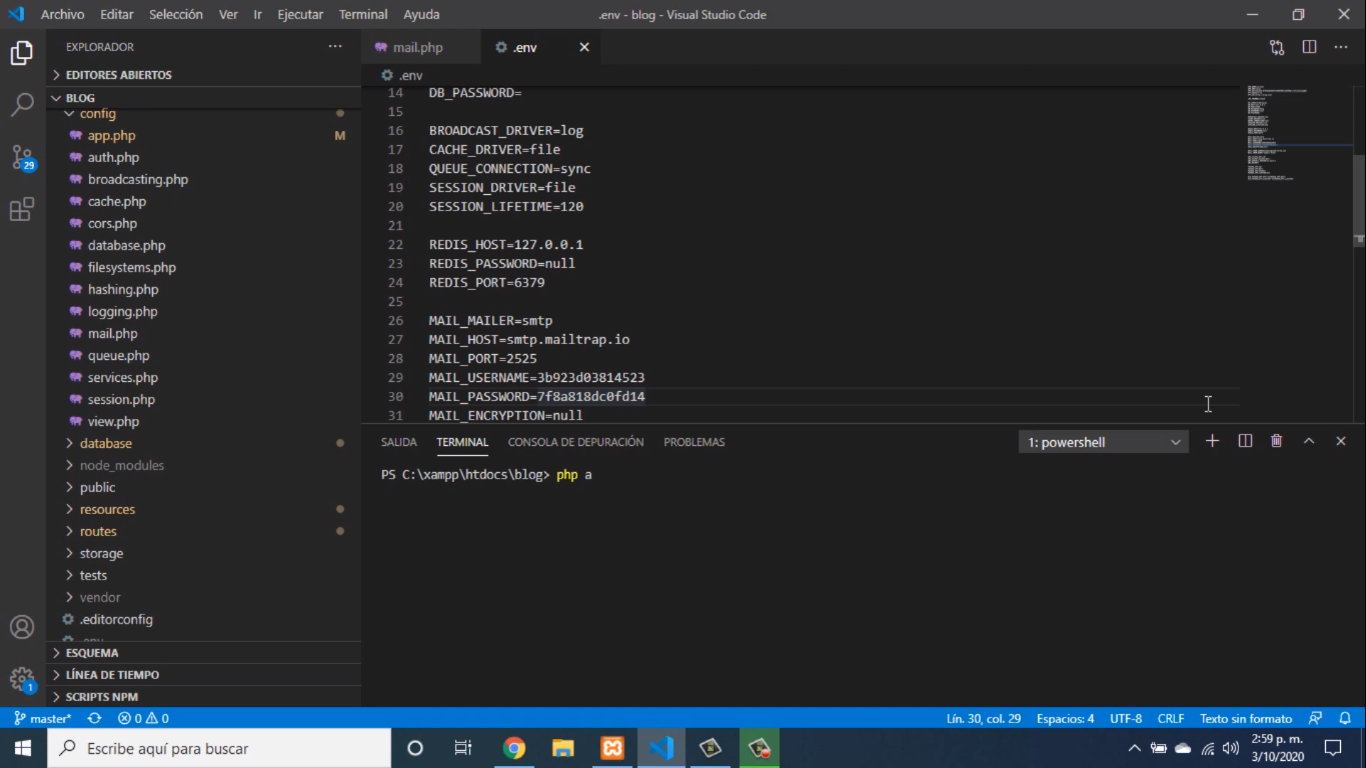 Archivo Editar Selección Ver Ir Ejecutar Terminal Ayuda .env - blog - Visual Studio Code
EXPLORADOR
mail.php .env
EDITORES ABIERTOS
.env
BLOG
config
app.php M
auth.php
broadcasting.php
cache.php
cors.php
database.php
filesystems.php
hashing.php
logging.php
mail.php
queue.php
services.php
session.php
view.php
database
node_modules
public
resources
routes
storage
tests
vendor
.editorconfig
.env
ESQUEMA
LÍNEA DE TIEMPO
SCRIPTS NPM
29
1
14 DB_PASSWORD=
15
16 BROADCAST_DRIVER=log
17 CACHE_DRIVER=file
18 QUEUE_CONNECTION=sync
19 SESSION_DRIVER=file
20 SESSION_LIFETIME=120
21
22 REDIS_HOST=127.0.0.1
23 REDIS_PASSWORD=null
24 REDIS_PORT=6379
25
26 MAIL_MAILER=smtp
27 MAIL_HOST=smtp.mailtrap.io
28 MAIL_PORT=2525
29 MAIL_USERNAME=3b923d03814523
30 MAIL_PASSWORD=7f8a818dc0fd14
31 MAIL_ENCRYPTION=null
SALIDA TERMINAL CONSOLA DE DEPURACIÓN PROBLEMAS 1: powershell
PS C:\xampp\htdocs\blog> php a
master* 0 0 Lín. 30, col. 29 Espacios: 4 UTF-8 CRLF Texto sin formato
Escribe aquí para buscar
2:59 p. m.
3/10/2020